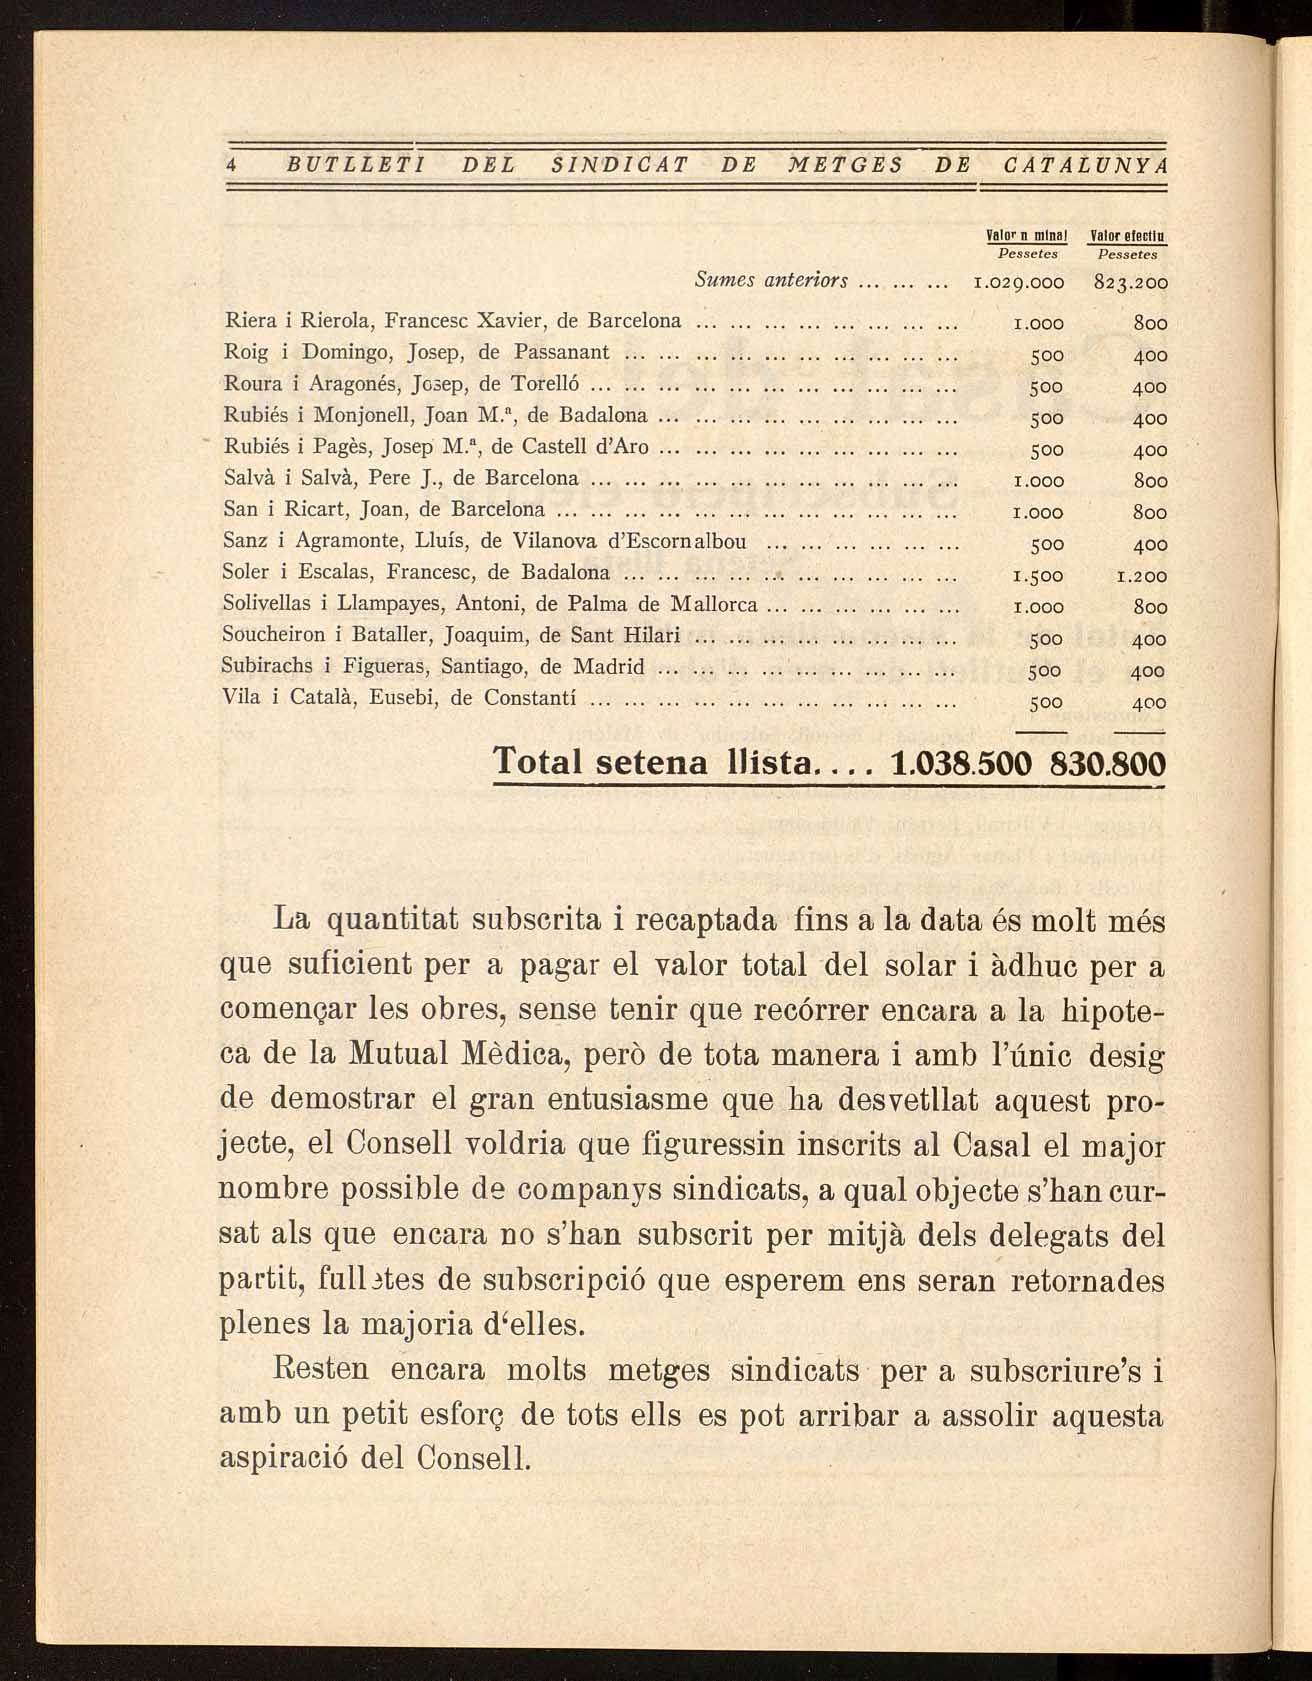 4 BUTLLETI DEL SINDICAT DE METGES DE CATALUNYA
Valor n minal Valor efectiu
Pessetes Pessetes
Sumes anteriors ... ... ... 1.029.000 823.200
Riera i Rierola, Francesc Xavier, de Barcelona ... ... ... ... ... ... ... ... 1.000 800
Roig i Domingo, Josep, de Passanant ... ... ... ... ... ... ... ... ... ... 500 400
Roura i Aragonés, Josep, de Torelló ... ... ... ... ... ... ... ... ... ... ... 500 400
Rubiés i Monjonell, Joan M.ª, de Badalona ... ... ... ... ... ... ... ... ... 500 400
Rubiés i Pagès, Josep M.ª, de Castell d'Aro ... ... ... ... ... ... ... ... ... 500 400
Salvà i Salvà, Pere J., de Barcelona ... ... ... ... ... ... ... ... ... ... ... 1.000 800
San i Ricart, Joan, de Barcelona ... ... ... ... ... ... ... ... ... ... ... ... 1.000 800
Sanz i Agramonte, Lluís, de Vilanova d'Escornalbou ... ... ... ... ... ... 500 400
Soler i Escalas, Francesc, de Badalona ... ... ... ... ... ... ... ... ... ... 1.500 1.200
Solivellas i Llampayes, Antoni, de Palma de Mallorca ... ... ... ... ... ... 1.000 800
Soucheiron i Bataller, Joaquim, de Sant Hilari ... ... ... ... ... ... ... ... 500 400
Subirachs i Figueras, Santiago, de Madrid ... ... ... ... ... ... ... ... ... 500 400
Vila i Català, Eusebi, de Constantí ... ... ... ... ... ... ... ... ... ... ... 500 400
Total setena llista.... 1.038.500 830.800
La quantitat subscrita i recaptada fins a la data és molt més
que suficient per a pagar el valor total del solar i àdhuc per a
començar les obres, sense tenir que recórrer encara a la hipote-
ca de la Mutual Mèdica, però de tota manera i amb l'únic desig
de demostrar el gran entusiasme que ha desvetllat aquest pro-
jecte, el Consell voldria que figuressin inscrits al Casal el major
nombre possible de companys sindicats, a qual objecte s'han cur-
sat als que encara no s'han subscrit per mitjà dels delegats del
partit, fulletes de subscripció que esperem ens seran retornades
plenes la majoria d‘elles.
Resten encara molts metges sindicats per a subscriure's i
amb un petit esforç de tots ells es pot arribar a assolir aquesta
aspiració del Consell.